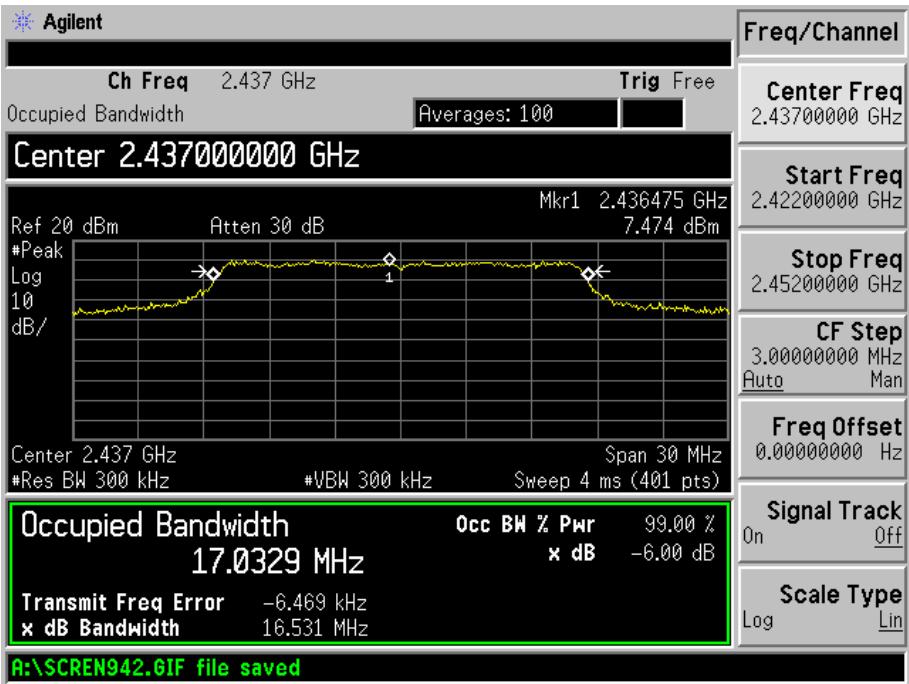 Agilent
Freq/Channel
Ch Freq 2.437 GHz Trig Free
Occupied Bandwidth Averages: 100
Center 2.437000000 GHz
Mkr1 2.436475 GHz
Ref 20 dBm Atten 30 dB 7.474 dBm
#Peak
Log
10
dB/
1
Center 2.437 GHz Span 30 MHz
#Res BW 300 kHz #VBW 300 kHz Sweep 4 ms (401 pts)
Occupied Bandwidth Occ BW % Pwr 99.00 %
17.0329 MHz x dB -6.00 dB
Transmit Freq Error -6.469 kHz
x dB Bandwidth 16.531 MHz
A:\SCREN942.GIF file saved
Center Freq
2.43700000 GHz
Start Freq
2.42200000 GHz
Stop Freq
2.45200000 GHz
CF Step
3.00000000 MHz
Auto Man
Freq Offset
0.00000000 Hz
Signal Track
On Off
Scale Type
Log Lin